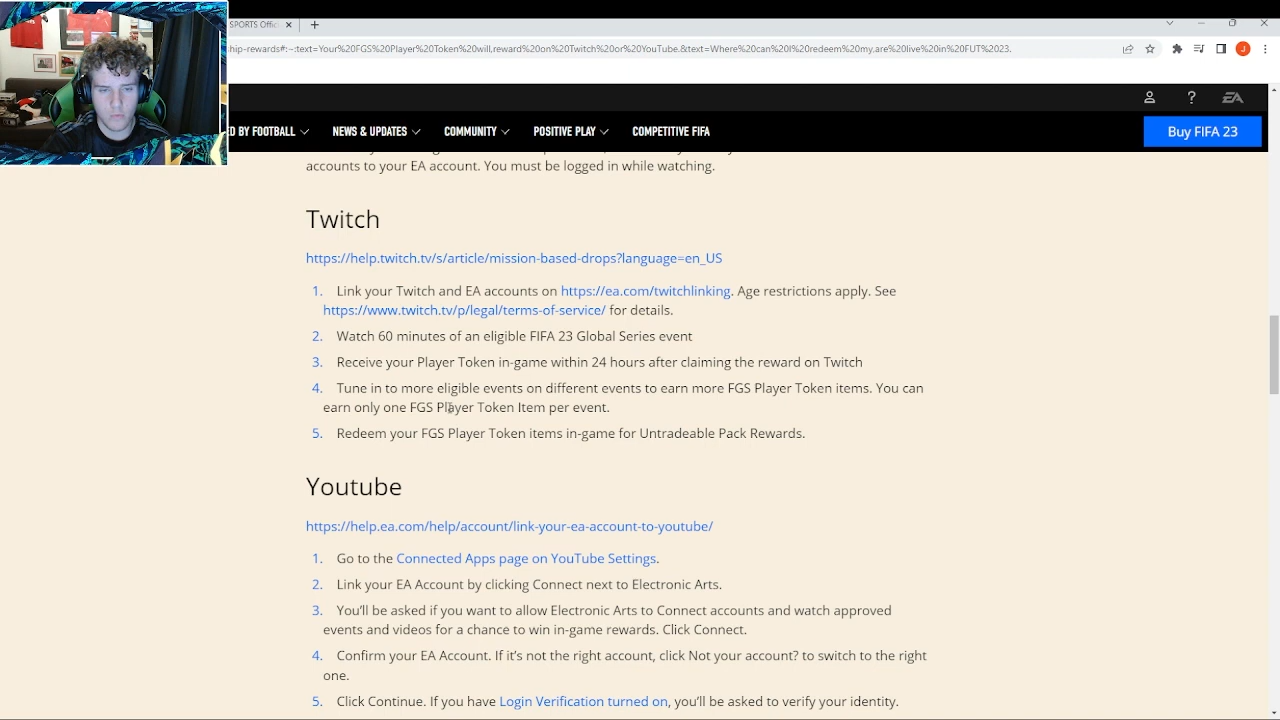 SPORTS Offic
hip-rewards#:~:text=Your%20FGS%20Player%20Token%20will,reward%20on%20Twitch%20or%20YouTube.&text=Where%20can%20I%20redeem%20my,are%20live%20in%20FUT%2023.
ED BY FOOTBALL
NEWS & UPDATES
COMMUNITY
POSITIVE PLAY
COMPETITIVE FIFA
Buy FIFA 23
accounts to your EA account. You must be logged in while watching.
Twitch
https://help.twitch.tv/s/article/mission-based-drops?language=en_US
1. Link your Twitch and EA accounts on https://ea.com/twitchlinking. Age restrictions apply. See
https://www.twitch.tv/p/legal/terms-of-service/ for details.
2. Watch 60 minutes of an eligible FIFA 23 Global Series event
3. Receive your Player Token in-game within 24 hours after claiming the reward on Twitch
4. Tune in to more eligible events on different events to earn more FGS Player Token items. You can
earn only one FGS Player Token Item per event.
5. Redeem your FGS Player Token items in-game for Untradeable Pack Rewards.
Youtube
https://help.ea.com/help/account/link-your-ea-account-to-youtube/
1. Go to the Connected Apps page on YouTube Settings.
2. Link your EA Account by clicking Connect next to Electronic Arts.
3. You'll be asked if you want to allow Electronic Arts to Connect accounts and watch approved
events and videos for a chance to win in-game rewards. Click Connect.
4. Confirm your EA Account. If it's not the right account, click Not your account? to switch to the right
one.
5. Click Continue. If you have Login Verification turned on, you'll be asked to verify your identity.